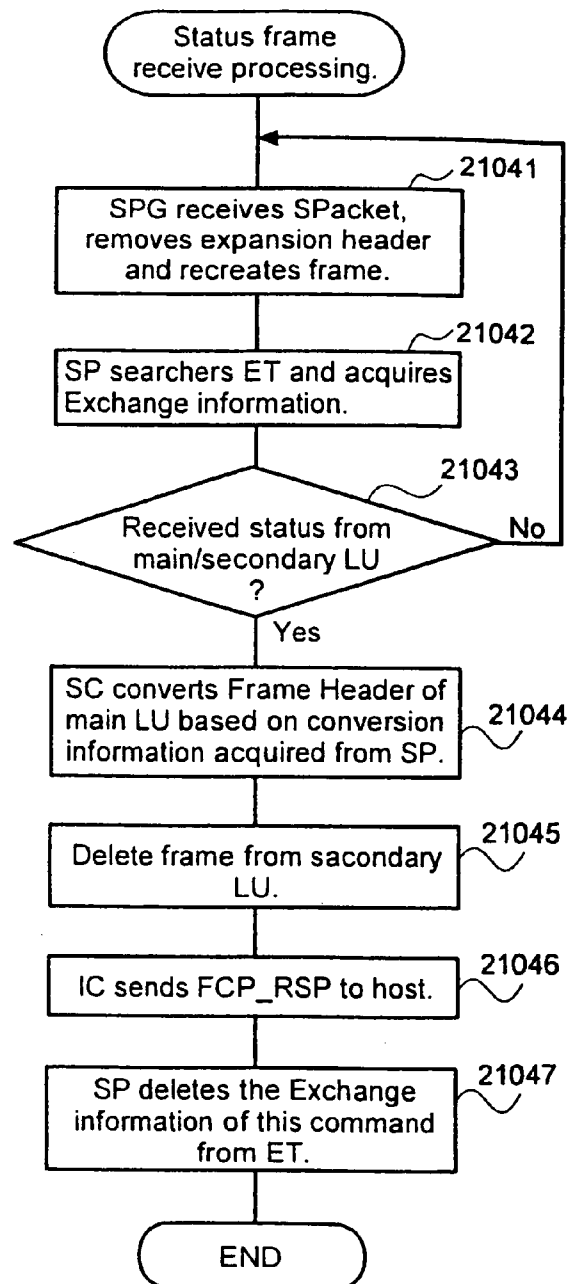 Status frame
receive processing.
21041
SPG receives SPacket,
removes expansion header
and recreates frame.
21042
SP searchers ET and acquires
Exchange information.
21043
Received status from
main/secondary LU
?
No
Yes
SC converts Frame Header of
main LU based on conversion
information acquired from SP.
21044
Delete frame from sacondary
LU.
21045
IC sends FCP_RSP to host.
21046
SP deletes the Exchange
information of this command
from ET.
21047
END